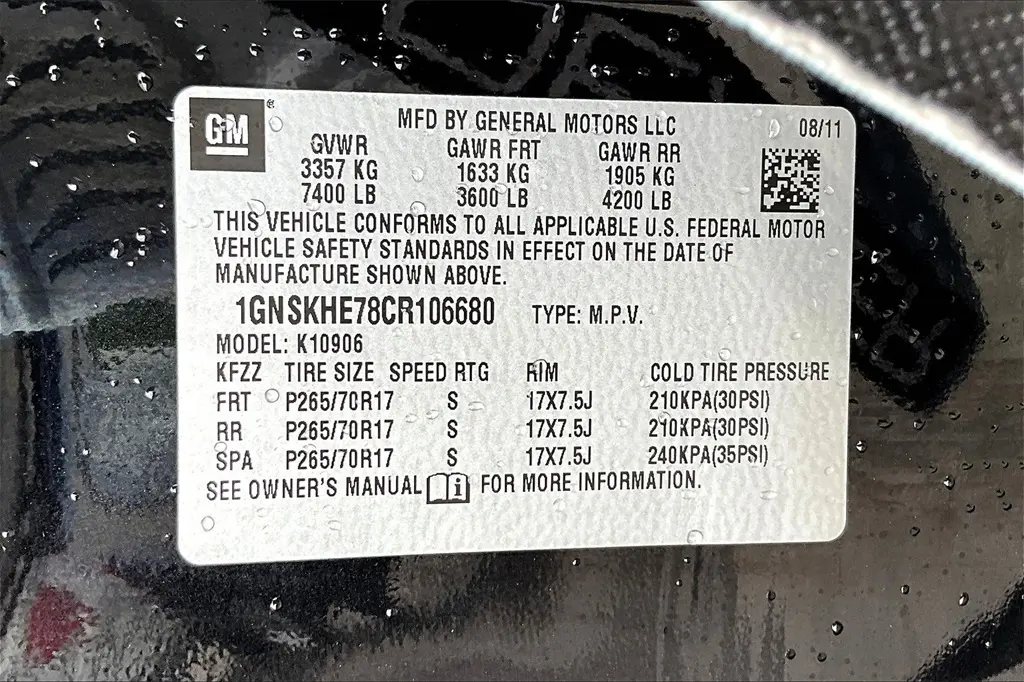 GM
MFD BY GENERAL MOTORS LLC 08/11
GVWR GAWR FRT GAWR RR
3357 KG 1633 KG 1905 KG
7400 LB 3600 LB 4200 LB
THIS VEHICLE CONFORMS TO ALL APPLICABLE U.S. FEDERAL MOTOR
VEHICLE SAFETY STANDARDS IN EFFECT ON THE DATE OF
MANUFACTURE SHOWN ABOVE.
1GNSKHE78CR106680 TYPE: M.P.V.
MODEL: K10906
KFZZ TIRE SIZE SPEED RTG RIM COLD TIRE PRESSURE
FRT P265/70R17 S 17X7.5J 210KPA(30PSI)
RR P265/70R17 S 17X7.5J 210KPA(30PSI)
SPA P265/70R17 S 17X7.5J 240KPA(35PSI)
SEE OWNER'S MANUAL i FOR MORE INFORMATION.